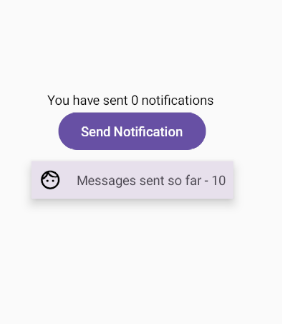 You have sent 0 notifications
Send Notification
Messages sent so far - 10